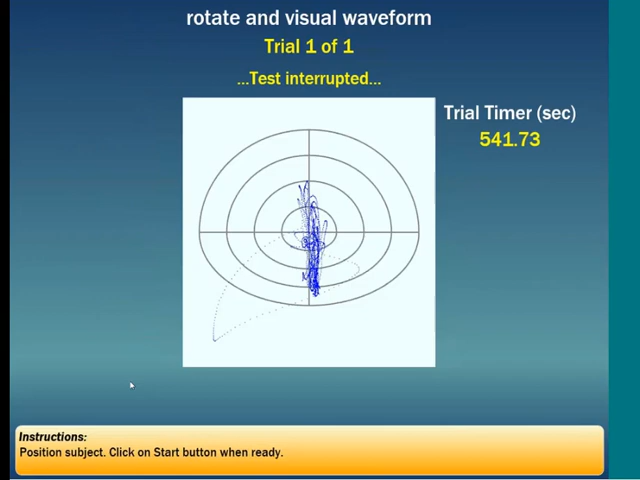 rotate and visual waveform
Trial 1 of 1
...Test interrupted...
Trial Timer (sec)
541.73
Instructions:
Position subject. Click on Start button when ready.